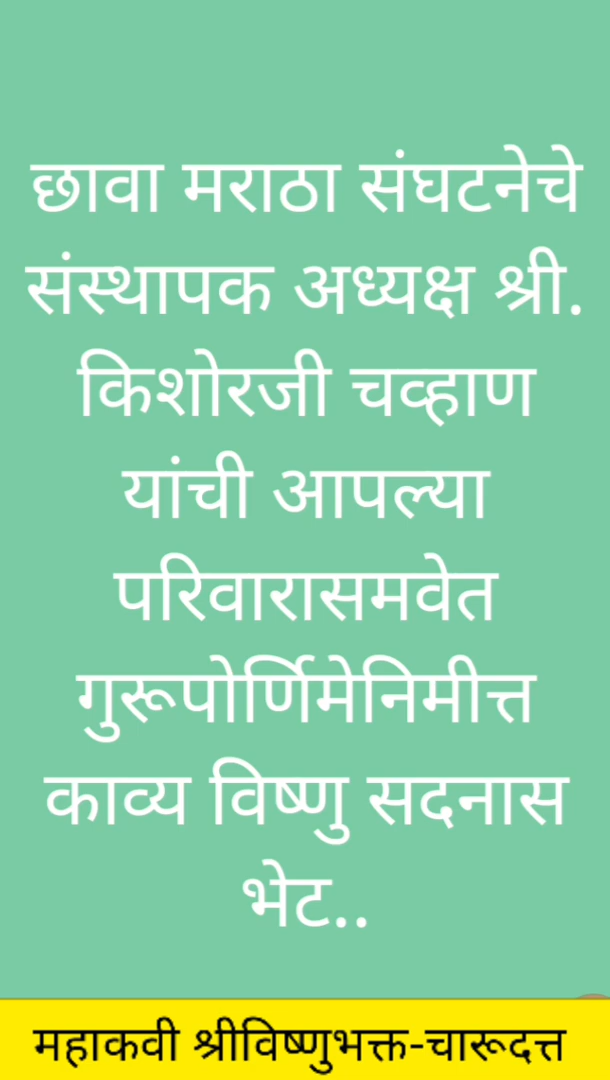 छावा मराठा संघटनेचे
संस्थापक अध्यक्ष श्री.
किशोरजी चव्हाण
यांची आपल्या
परिवारासमवेत
गुरूपोर्णिमेनिमीत्त
काव्य विष्णु सदनास
भेट..
महाकवी श्रीविष्णुभक्त-चारूदत्त